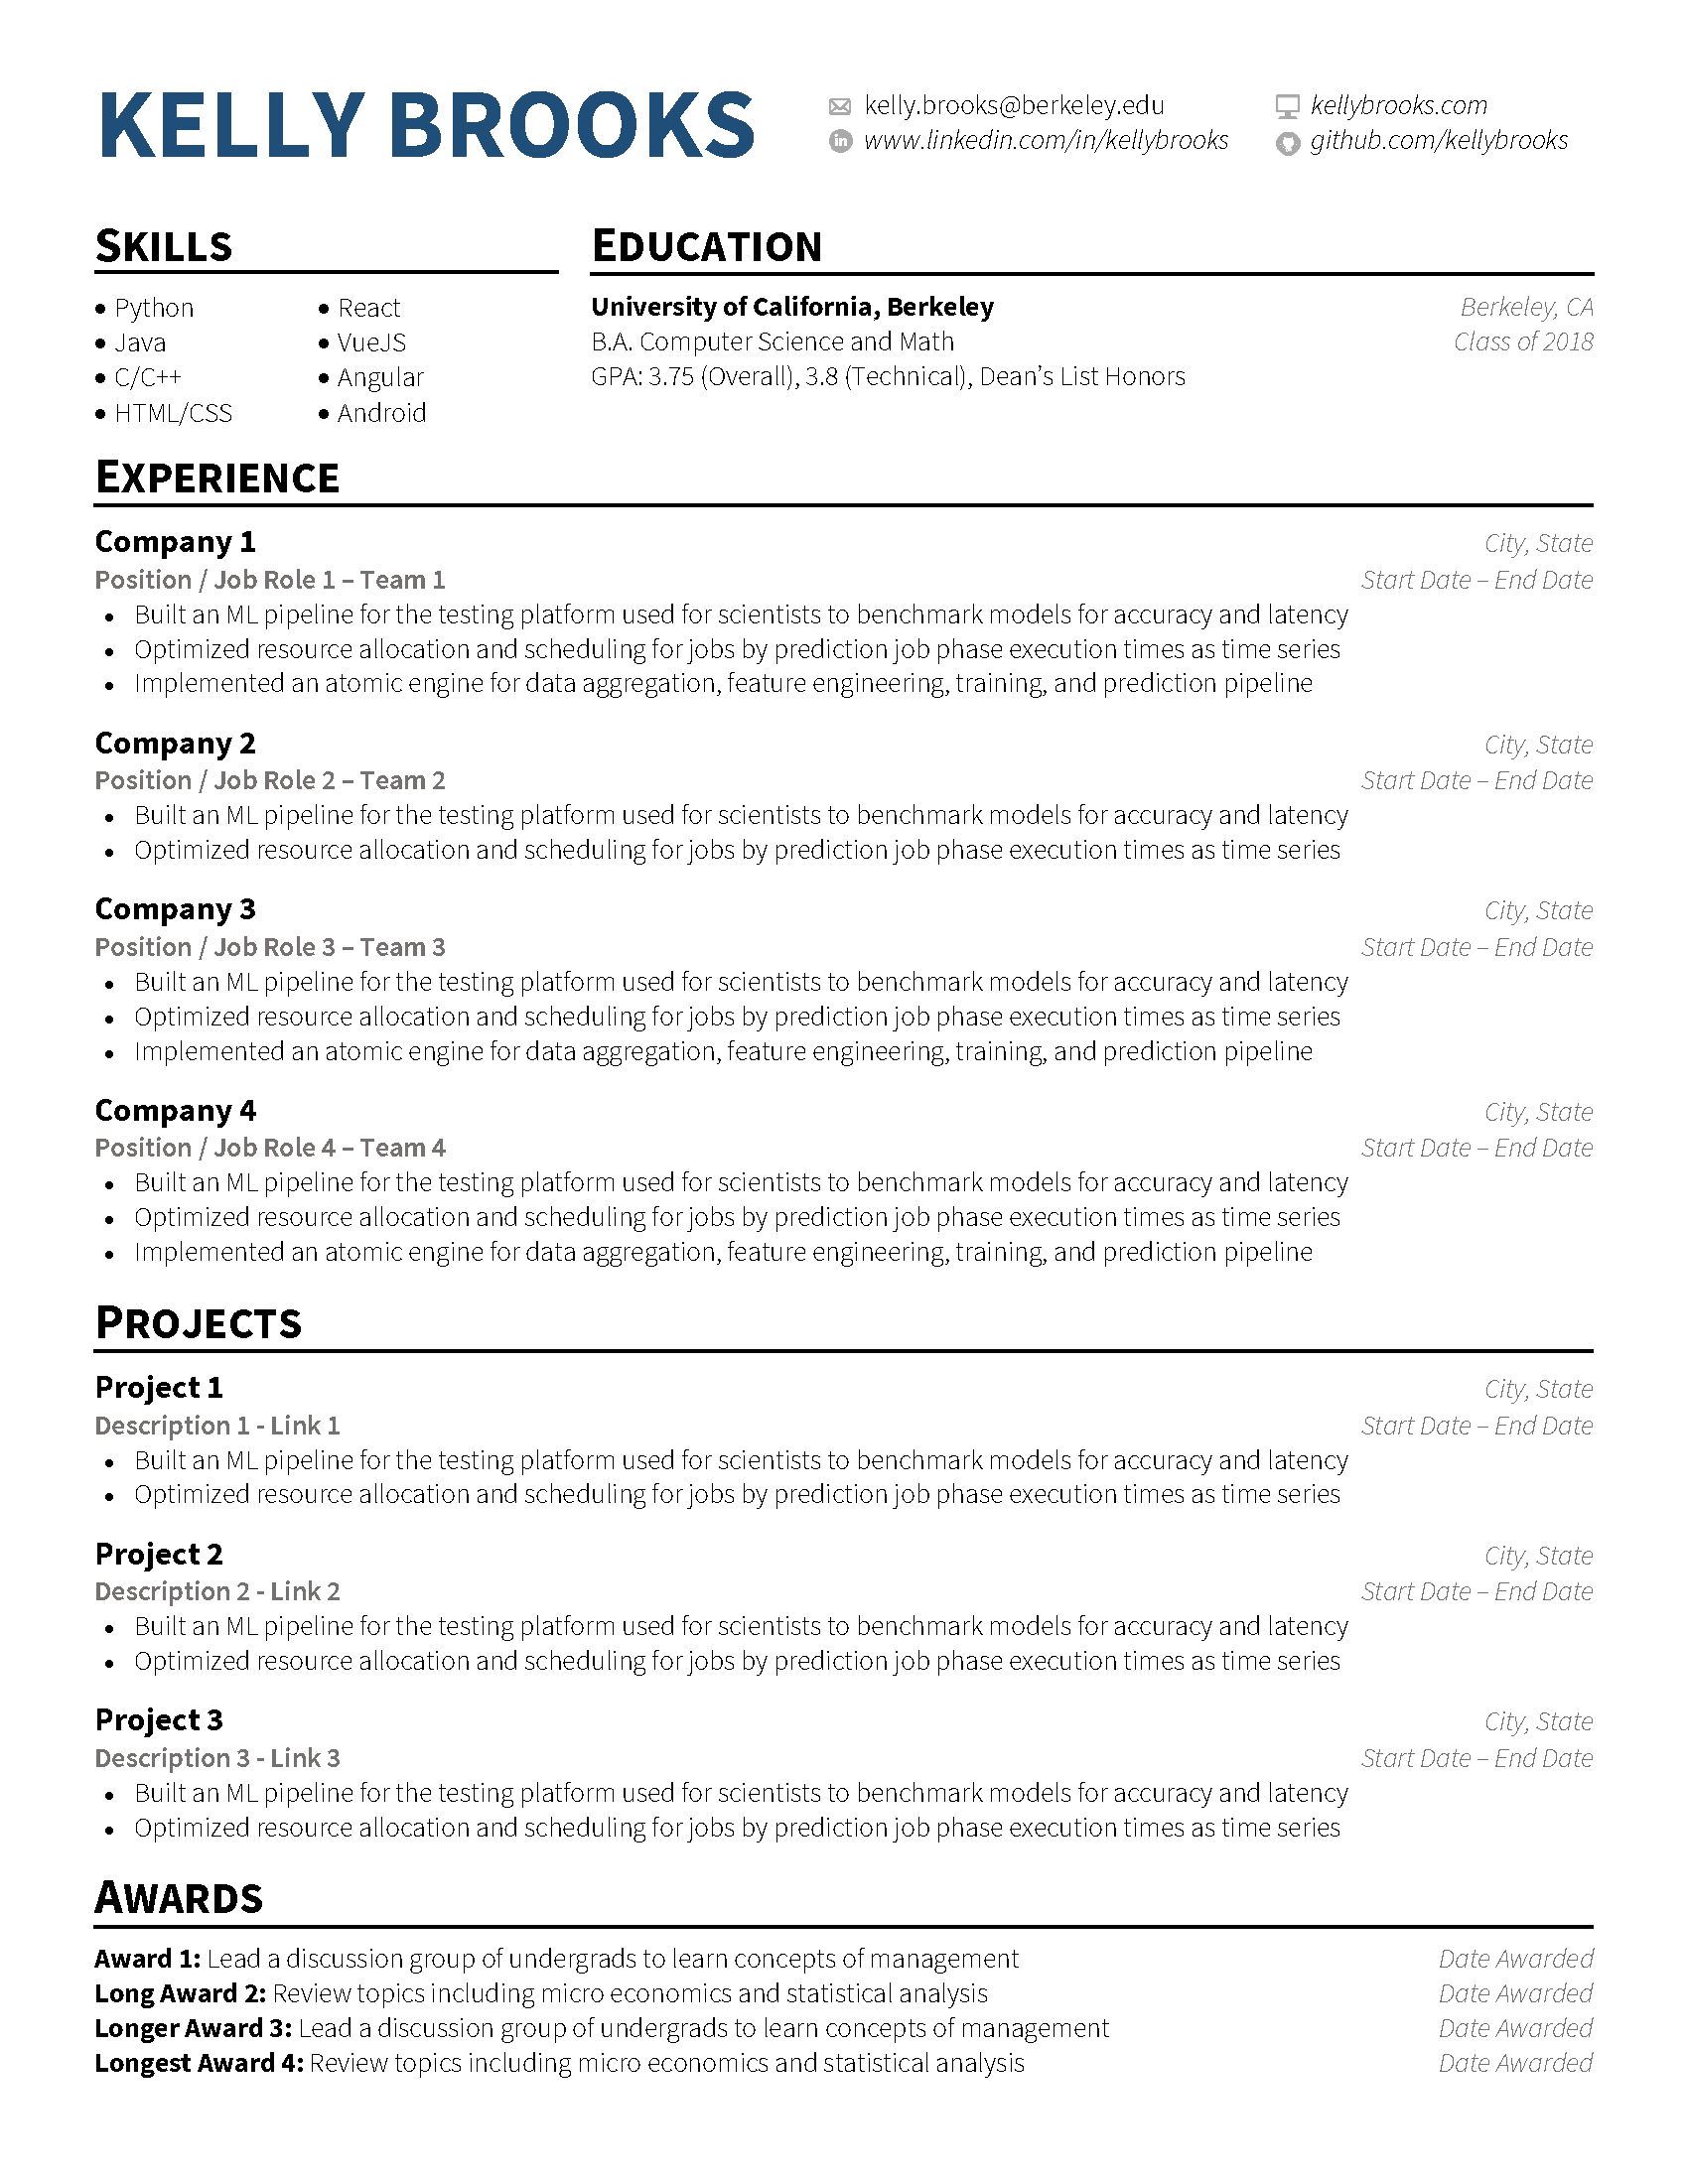 KELLY BROOKS
kelly.brooks@berkeley.edu
www.linkedin.com/in/kellybrooks
kellybrooks.com
github.com/kellybrooks
SKILLS
• Python
• Java
• C/C++
• HTML/CSS
• React
• VueJS
• Angular
• Android
EDUCATION
University of California, Berkeley Berkeley, CA
B.A. Computer Science and Math Class of 2018
GPA: 3.75 (Overall), 3.8 (Technical), Dean’s List Honors
EXPERIENCE
Company 1 City, State
Position / Job Role 1 – Team 1 Start Date – End Date
• Built an ML pipeline for the testing platform used for scientists to benchmark models for accuracy and latency
• Optimized resource allocation and scheduling for jobs by prediction job phase execution times as time series
• Implemented an atomic engine for data aggregation, feature engineering, training, and prediction pipeline
Company 2 City, State
Position / Job Role 2 – Team 2 Start Date – End Date
• Built an ML pipeline for the testing platform used for scientists to benchmark models for accuracy and latency
• Optimized resource allocation and scheduling for jobs by prediction job phase execution times as time series
Company 3 City, State
Position / Job Role 3 – Team 3 Start Date – End Date
• Built an ML pipeline for the testing platform used for scientists to benchmark models for accuracy and latency
• Optimized resource allocation and scheduling for jobs by prediction job phase execution times as time series
• Implemented an atomic engine for data aggregation, feature engineering, training, and prediction pipeline
Company 4 City, State
Position / Job Role 4 – Team 4 Start Date – End Date
• Built an ML pipeline for the testing platform used for scientists to benchmark models for accuracy and latency
• Optimized resource allocation and scheduling for jobs by prediction job phase execution times as time series
• Implemented an atomic engine for data aggregation, feature engineering, training, and prediction pipeline
PROJECTS
Project 1 City, State
Description 1 - Link 1 Start Date – End Date
• Built an ML pipeline for the testing platform used for scientists to benchmark models for accuracy and latency
• Optimized resource allocation and scheduling for jobs by prediction job phase execution times as time series
Project 2 City, State
Description 2 - Link 2 Start Date – End Date
• Built an ML pipeline for the testing platform used for scientists to benchmark models for accuracy and latency
• Optimized resource allocation and scheduling for jobs by prediction job phase execution times as time series
Project 3 City, State
Description 3 - Link 3 Start Date – End Date
• Built an ML pipeline for the testing platform used for scientists to benchmark models for accuracy and latency
• Optimized resource allocation and scheduling for jobs by prediction job phase execution times as time series
AWARDS
Award 1: Lead a discussion group of undergrads to learn concepts of management Date Awarded
Long Award 2: Review topics including micro economics and statistical analysis Date Awarded
Longer Award 3: Lead a discussion group of undergrads to learn concepts of management Date Awarded
Longest Award 4: Review topics including micro economics and statistical analysis Date Awarded